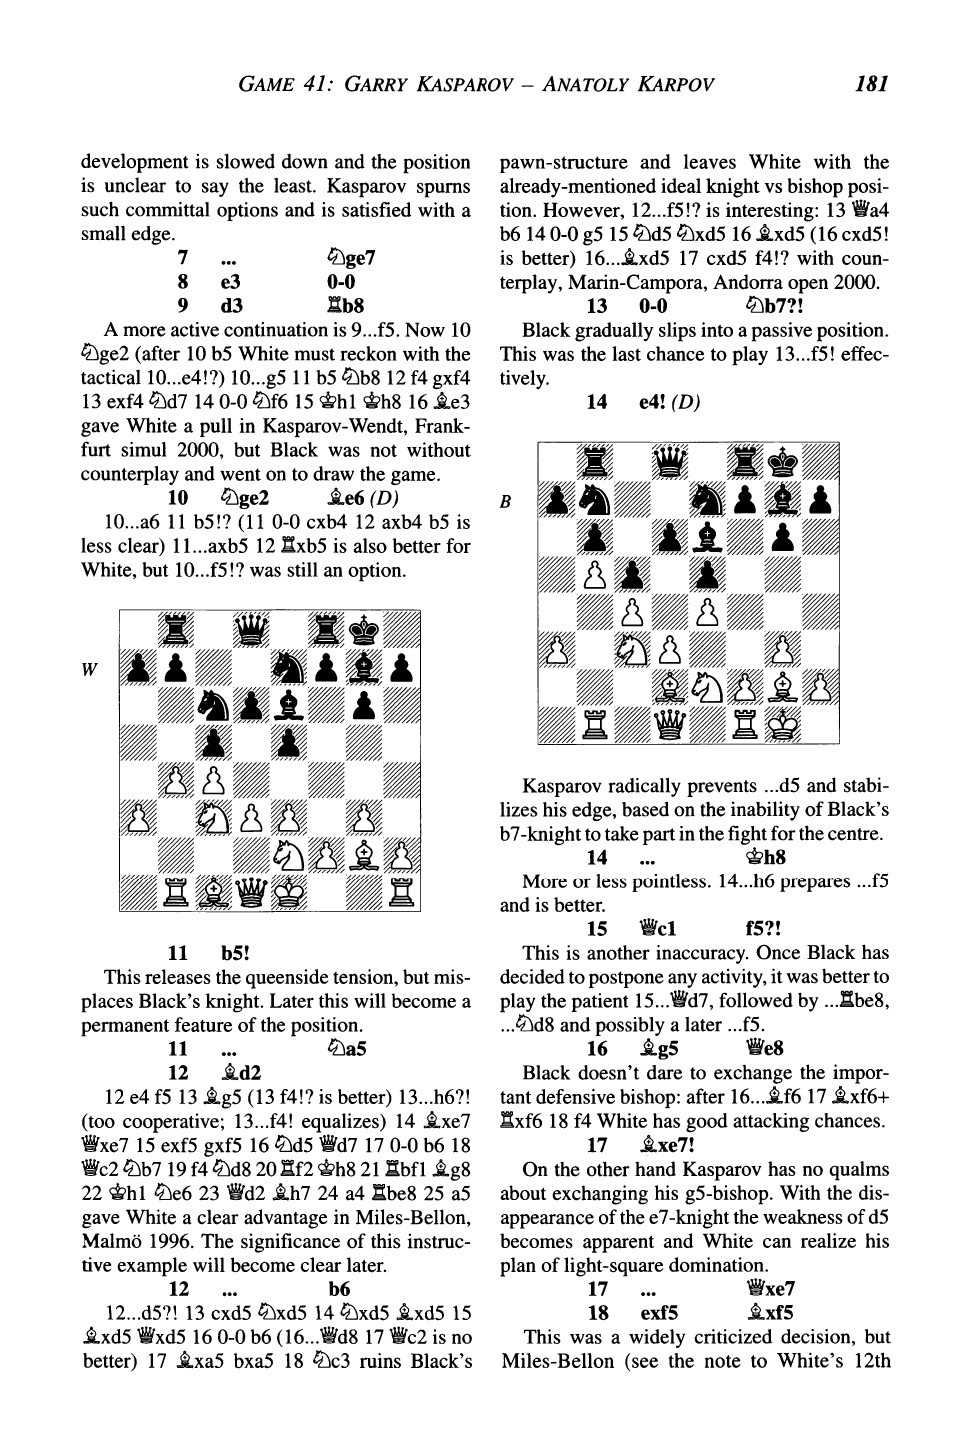 GAME 41: GARRY KASPAROV – ANATOLY KARPOV 181
development is slowed down and the position
is unclear to say the least. Kasparov spurns
such committal options and is satisfied with a
small edge.
7 ... ♘ge7
8 e3 0-0
9 d3 ♖b8
A more active continuation is 9...f5. Now 10
♘ge2 (after 10 b5 White must reckon with the
tactical 10...e4!?) 10...g5 11 b5 ♘b8 12 f4 gxf4
13 exf4 ♘d7 14 0-0 ♘f6 15 ♔h1 ♔h8 16 ♗e3
gave White a pull in Kasparov-Wendt, Frank-
furt simul 2000, but Black was not without
counterplay and went on to draw the game.
10 ♘ge2 ♗e6 (D)
10...a6 11 b5!? (11 0-0 cxb4 12 axb4 b5 is
less clear) 11...axb5 12 ♖xb5 is also better for
White, but 10...f5!? was still an option.
W
11 b5!
This releases the queenside tension, but mis-
places Black's knight. Later this will become a
permanent feature of the position.
11 ... ♘a5
12 ♗d2
12 e4 f5 13 ♗g5 (13 f4!? is better) 13...h6?!
(too cooperative; 13...f4! equalizes) 14 ♗xe7
♕xe7 15 exf5 gxf5 16 ♘d5 ♕d7 17 0-0 b6 18
♕c2 ♘b7 19 f4 ♘d8 20 ♖f2 ♔h8 21 ♖bf1 ♗g8
22 ♔h1 ♘e6 23 ♕d2 ♗h7 24 a4 ♖be8 25 a5
gave White a clear advantage in Miles-Bellon,
Malmö 1996. The significance of this instruc-
tive example will become clear later.
12 ... b6
12...d5?! 13 cxd5 ♘xd5 14 ♘xd5 ♗xd5 15
♗xd5 ♕xd5 16 0-0 b6 (16...♕d8 17 ♕c2 is no
better) 17 ♗xa5 bxa5 18 ♘c3 ruins Black's
pawn-structure and leaves White with the
already-mentioned ideal knight vs bishop posi-
tion. However, 12...f5!? is interesting: 13 ♕a4
b6 14 0-0 g5 15 ♘d5 ♘xd5 16 ♗xd5 (16 cxd5!
is better) 16...♗xd5 17 cxd5 f4!? with coun-
terplay, Marin-Campora, Andorra open 2000.
13 0-0 ♘b7?!
Black gradually slips into a passive position.
This was the last chance to play 13...f5! effec-
tively.
14 e4! (D)
B
Kasparov radically prevents ...d5 and stabi-
lizes his edge, based on the inability of Black's
b7-knight to take part in the fight for the centre.
14 ... ♔h8
More or less pointless. 14...h6 prepares ...f5
and is better.
15 ♕c1 f5?!
This is another inaccuracy. Once Black has
decided to postpone any activity, it was better to
play the patient 15...♕d7, followed by ...♖be8,
...♘d8 and possibly a later ...f5.
16 ♗g5 ♕e8
Black doesn't dare to exchange the impor-
tant defensive bishop: after 16...♗f6 17 ♗xf6+
♖xf6 18 f4 White has good attacking chances.
17 ♗xe7!
On the other hand Kasparov has no qualms
about exchanging his g5-bishop. With the dis-
appearance of the e7-knight the weakness of d5
becomes apparent and White can realize his
plan of light-square domination.
17 ... ♕xe7
18 exf5 ♗xf5
This was a widely criticized decision, but
Miles-Bellon (see the note to White's 12th